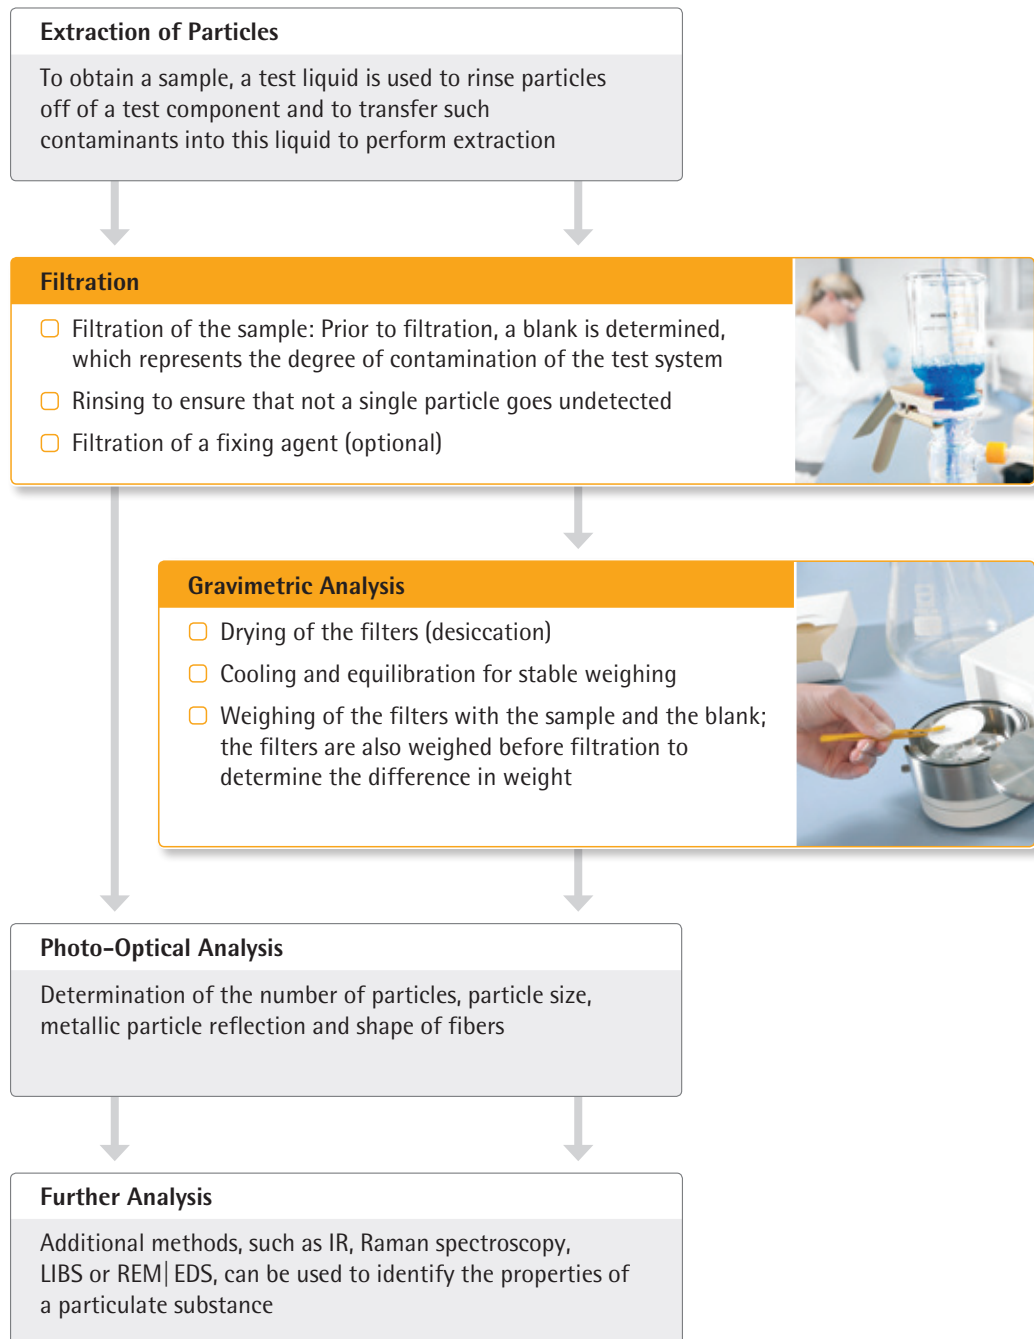 Extraction of Particles
To obtain a sample, a test liquid is used to rinse particles
off of a test component and to transfer such
contaminants into this liquid to perform extraction
Filtration
Filtration of the sample: Prior to filtration, a blank is determined,
which represents the degree of contamination of the test system
Rinsing to ensure that not a single particle goes undetected
Filtration of a fixing agent (optional)
Gravimetric Analysis
Drying of the filters (desiccation)
Cooling and equilibration for stable weighing
Weighing of the filters with the sample and the blank;
the filters are also weighed before filtration to
determine the difference in weight
Photo-Optical Analysis
Determination of the number of particles, particle size,
metallic particle reflection and shape of fibers
Further Analysis
Additional methods, such as IR, Raman spectroscopy,
LIBS or REM|EDS, can be used to identify the properties of
a particulate substance